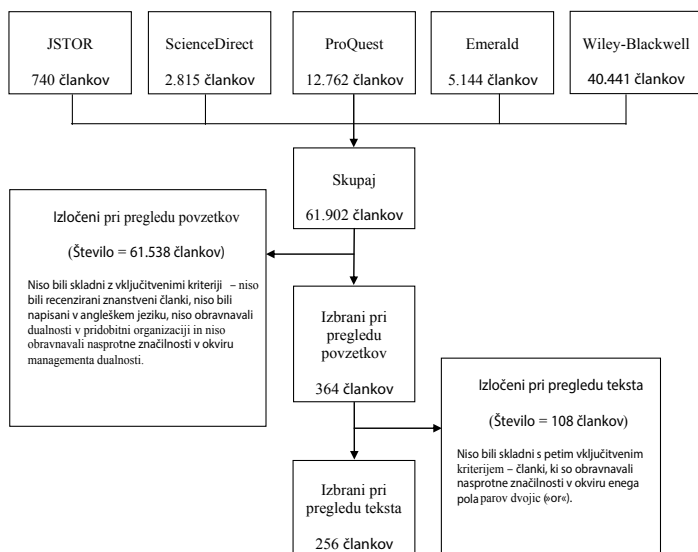 JSTOR
740 člankov
ScienceDirect
2.815 člankov
ProQuest
12.762 člankov
Emerald
5.144 člankov
Wiley-Blackwell
40.441 člankov
Skupaj
61.902 člankov
Izločeni pri pregledu povzetkov
(Število = 61.538 člankov)
Niso bili skladni z vključitvenimi kriteriji – niso
bili recenzirani znanstveni članki, niso bili
napisani v angleškem jeziku, niso obravnavali
dualnosti v pridobitni organizaciji in niso
obravnavali nasprotne značilnosti v okviru
managementa dualnosti.
Izbrani pri
pregledu
povzetkov
364 člankov
Izločeni pri pregledu teksta
(Število = 108 člankov)
Niso bili skladni s petim vključitvenim
kriterijem – članki, ki so obravnavali
nasprotne značilnosti v okviru enega
pola parov dvojic (»or«).
Izbrani pri
pregledu teksta
256 člankov